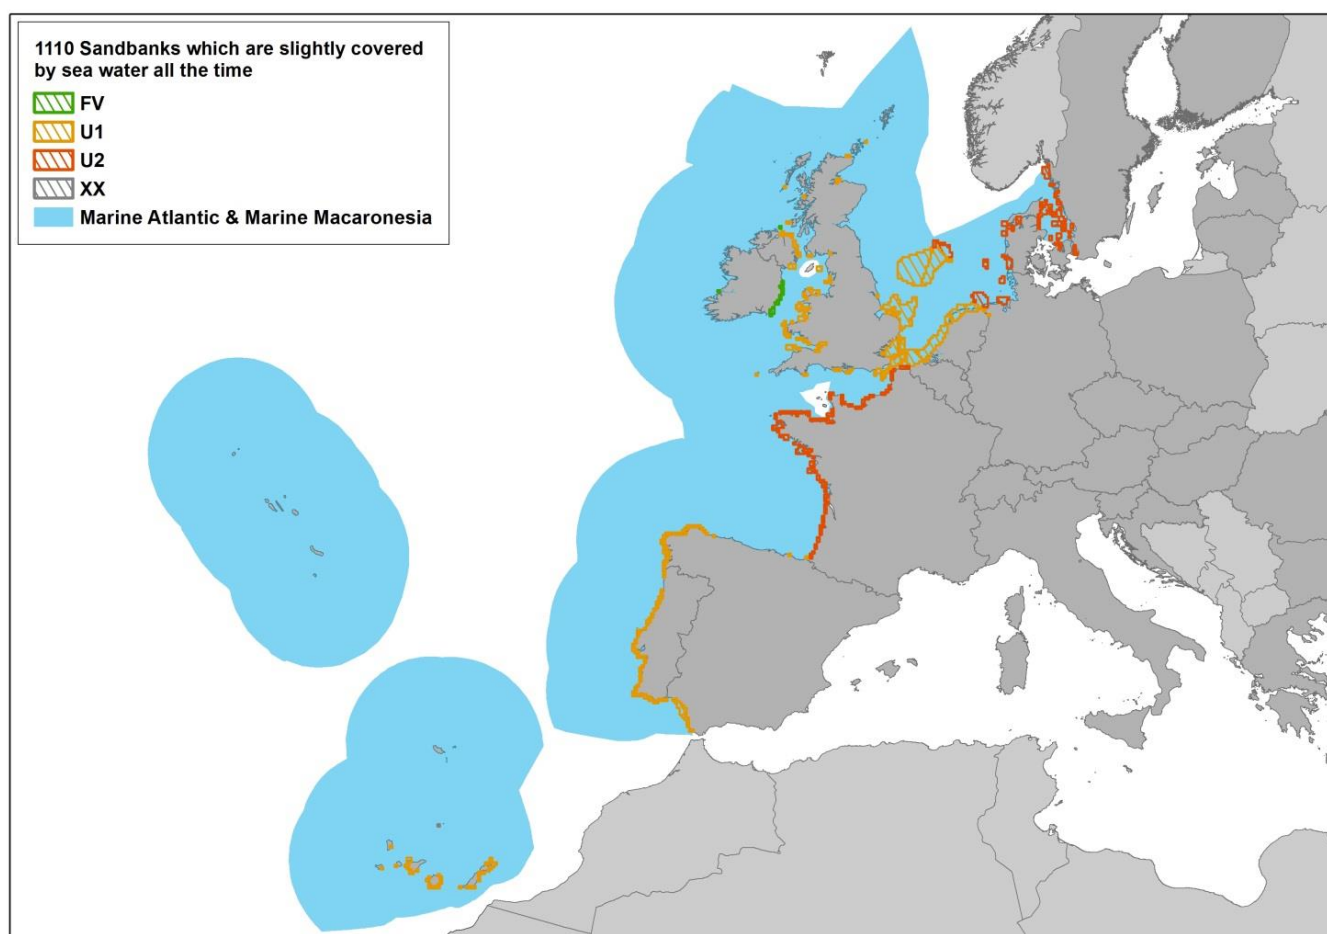 1110 Sandbanks which are slightly covered
by sea water all the time
FV
U1
U2
XX
Marine Atlantic & Marine Macaronesia